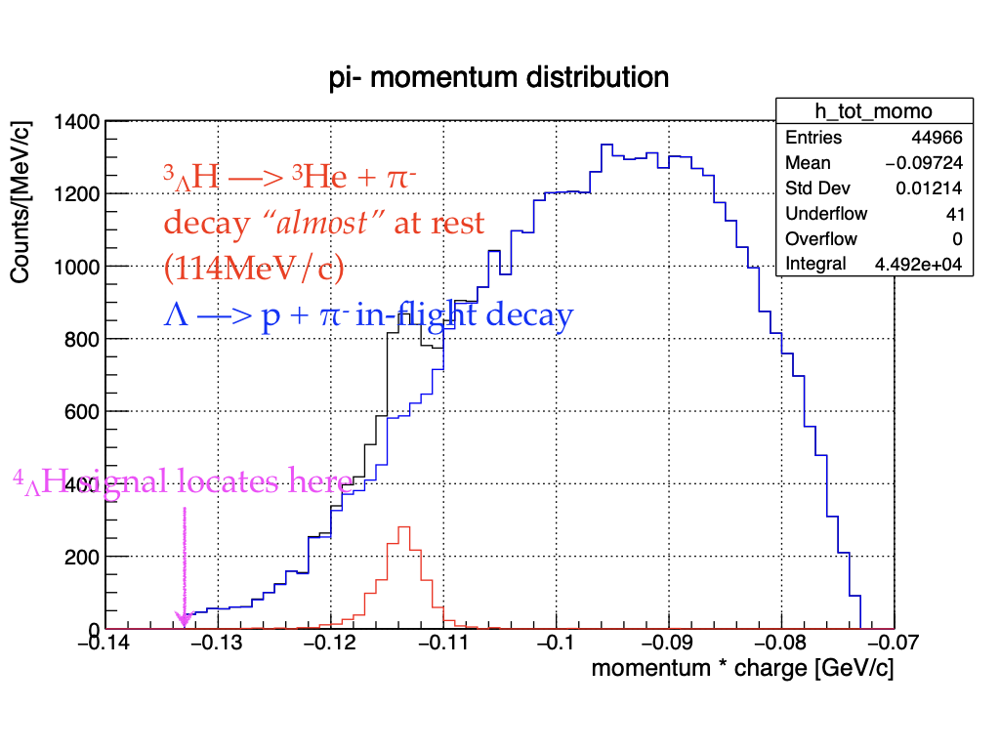 pi- momentum distribution
h_tot_momo
Entries 44966
Mean −0.09724
Std Dev 0.01214
Underflow 41
Overflow 0
Integral 4.492e+04
Counts/[MeV/c]
1400
1200
1000
800
600
400
200
0
³ΛH —> ³He + π-
decay “almost” at rest
(114MeV/c)
Λ —> p + π- in-flight decay
⁴ΛH signal locates here
−0.14 −0.13 −0.12 −0.11 −0.1 −0.09 −0.08 −0.07
momentum * charge [GeV/c]